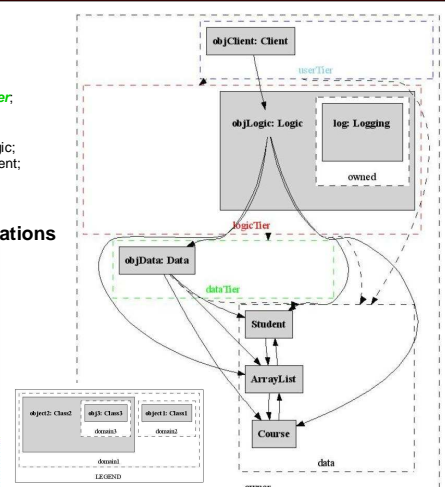 objClient: Client
userTier
er;
objLogic: Logic
log: Logging
owned
gic;
ent;
ations
logicTier
objData: Data
dataTier
Student
ArrayList
Course
data
object2: Class2
obj3: Class3
object1: Class1
domain3
domain2
domain1
LEGEND